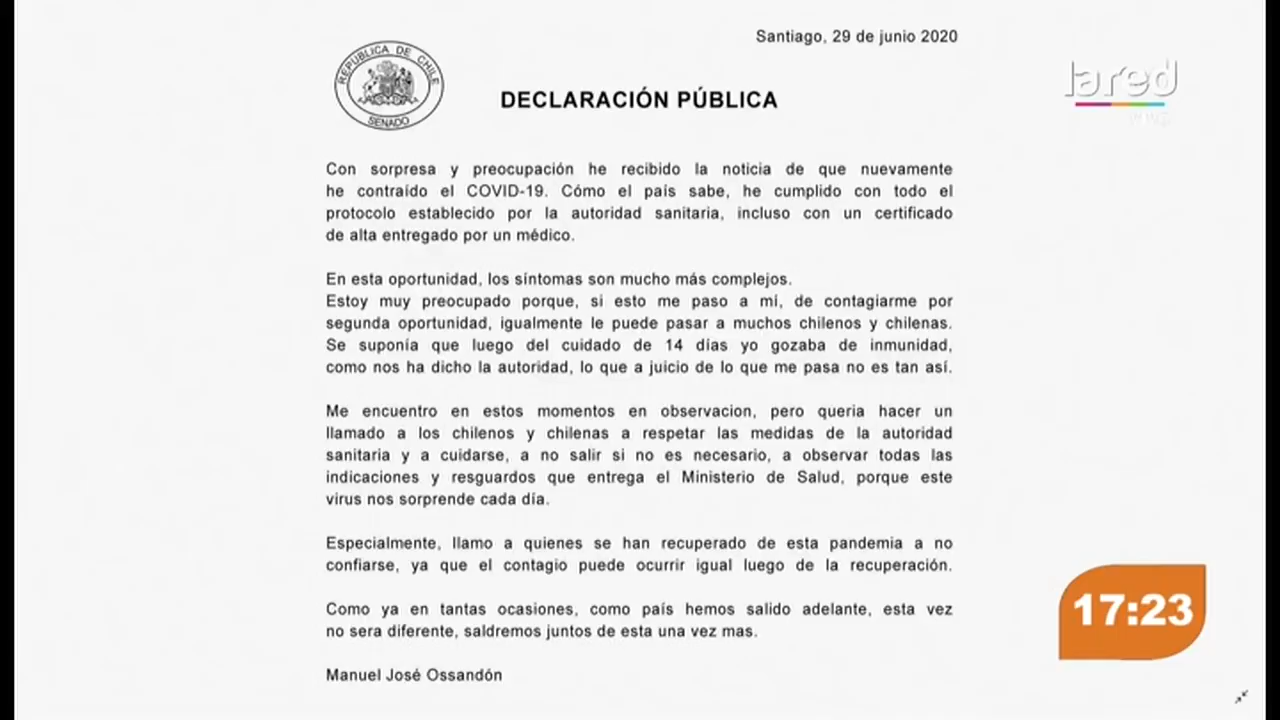 Santiago, 29 de junio 2020
REPUBLICA DE CHILE
SENADO
lared
DECLARACIÓN PÚBLICA
Con sorpresa y preocupación he recibido la noticia de que nuevamente
he contraído el COVID-19. Cómo el país sabe, he cumplido con todo el
protocolo establecido por la autoridad sanitaria, incluso con un certificado
de alta entregado por un médico.
En esta oportunidad, los síntomas son mucho más complejos.
Estoy muy preocupado porque, si esto me paso a mí, de contagiarme por
segunda oportunidad, igualmente le puede pasar a muchos chilenos y chilenas.
Se suponía que luego del cuidado de 14 días yo gozaba de inmunidad,
como nos ha dicho la autoridad, lo que a juicio de lo que me pasa no es tan así.
Me encuentro en estos momentos en observacion, pero queria hacer un
llamado a los chilenos y chilenas a respetar las medidas de la autoridad
sanitaria y a cuidarse, a no salir si no es necesario, a observar todas las
indicaciones y resguardos que entrega el Ministerio de Salud, porque este
virus nos sorprende cada día.
Especialmente, llamo a quienes se han recuperado de esta pandemia a no
confiarse, ya que el contagio puede ocurrir igual luego de la recuperación.
Como ya en tantas ocasiones, como país hemos salido adelante, esta vez
no sera diferente, saldremos juntos de esta una vez mas.
17:23
Manuel José Ossandón